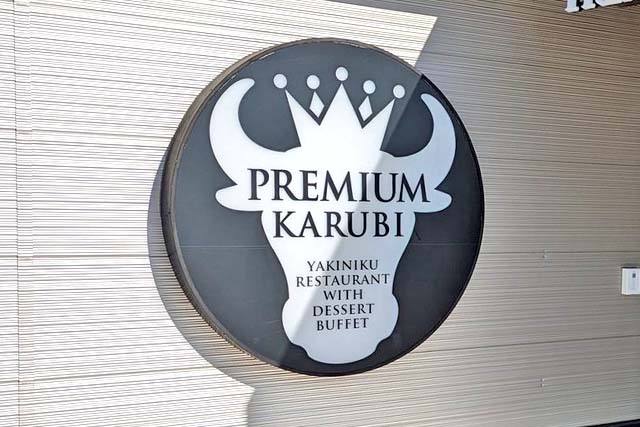 PREMIUM
KARUBI
YAKINIKU
RESTAURANT
WITH
DESSERT
BUFFET